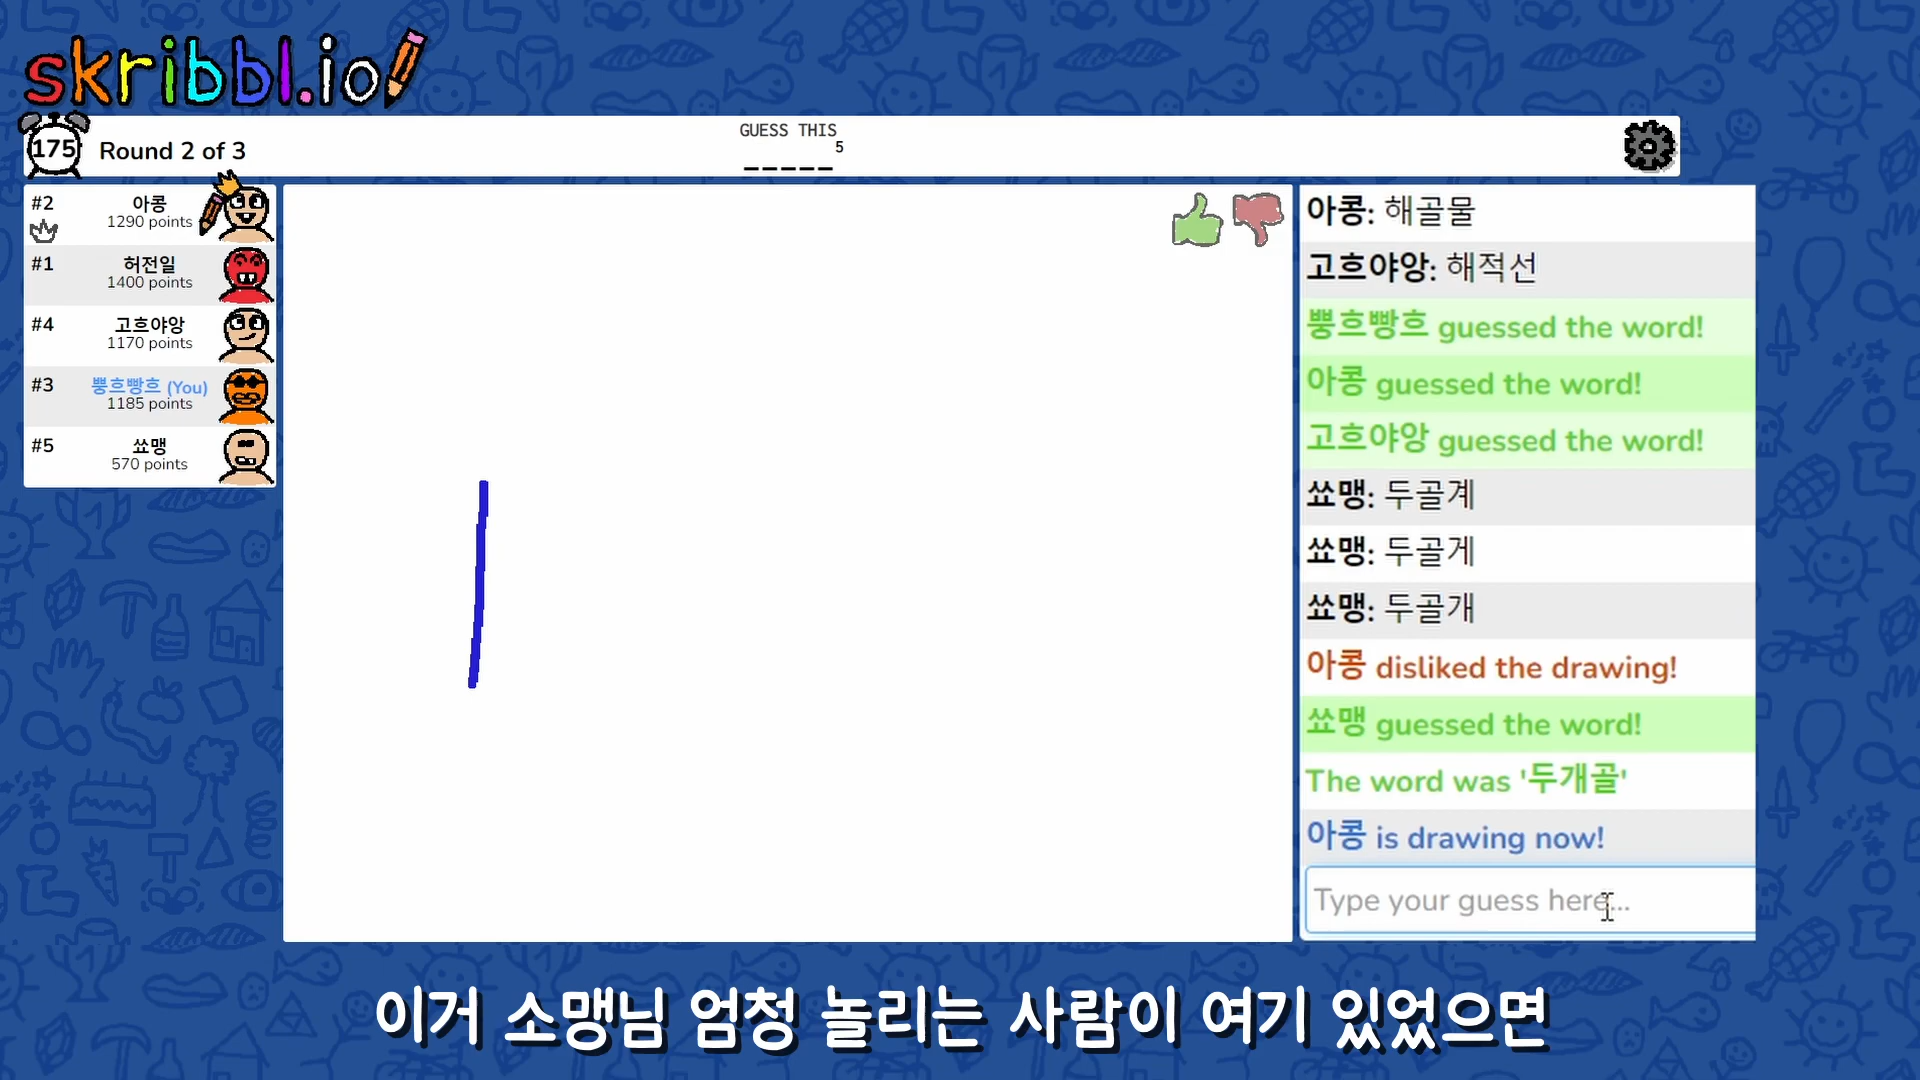 skribbl.io
175
Round 2 of 3
GUESS THIS
_____ 5
#2 아콩
1290 points
#1 허전일
1400 points
#4 고흐야앙
1170 points
#3 뿡흐빵흐 (You)
1185 points
#5 쑈맹
570 points
아콩: 해골물
고흐야앙: 해적선
뿡흐빵흐 guessed the word!
아콩 guessed the word!
고흐야앙 guessed the word!
쑈맹: 두골계
쑈맹: 두골게
쑈맹: 두골개
아콩 disliked the drawing!
쑈맹 guessed the word!
The word was '두개골'
아콩 is drawing now!
Type your guess here...
이거 소맹님 엄청 놀리는 사람이 여기 있었으면